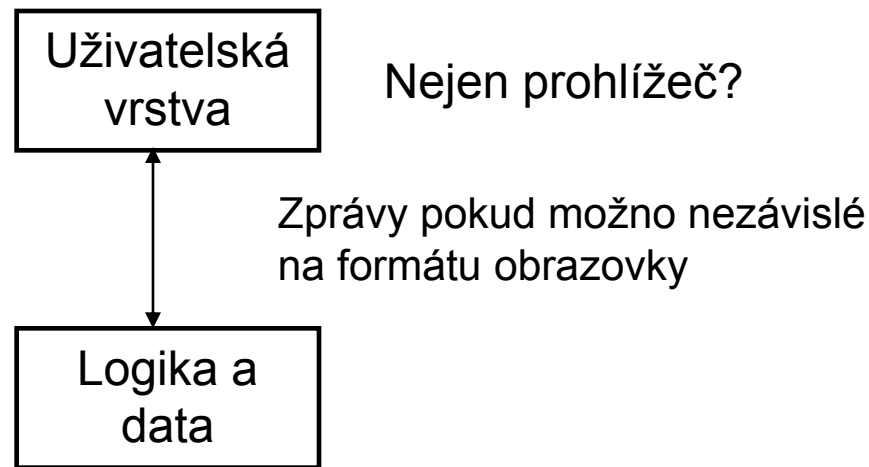 Uživatelská
vrstva
Nejen prohlížeč?
Zprávy pokud možno nezávislé
na formátu obrazovky
Logika a
data